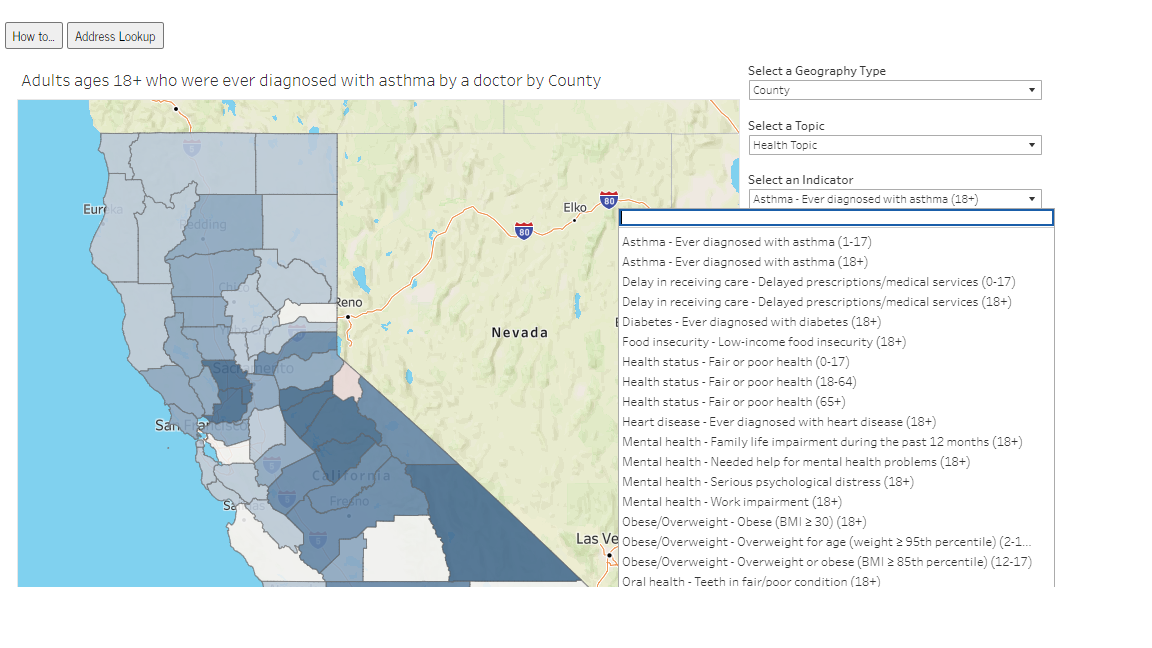 How to...
Address Lookup
Adults ages 18+ who were ever diagnosed with asthma by a doctor by County
Select a Geography Type
County
Select a Topic
Health Topic
Select an Indicator
Asthma - Ever diagnosed with asthma (18+)
Asthma - Ever diagnosed with asthma (1-17)
Asthma - Ever diagnosed with asthma (18+)
Delay in receiving care - Delayed prescriptions/medical services (0-17)
Delay in receiving care - Delayed prescriptions/medical services (18+)
Diabetes - Ever diagnosed with diabetes (18+)
Food insecurity - Low-income food insecurity (18+)
Health status - Fair or poor health (0-17)
Health status - Fair or poor health (18-64)
Health status - Fair or poor health (65+)
Heart disease - Ever diagnosed with heart disease (18+)
Mental health - Family life impairment during the past 12 months (18+)
Mental health - Needed help for mental health problems (18+)
Mental health - Serious psychological distress (18+)
Mental health - Work impairment (18+)
Obese/Overweight - Obese (BMI ≥ 30) (18+)
Obese/Overweight - Overweight for age (weight ≥ 95th percentile) (2-1...
Obese/Overweight - Overweight or obese (BMI ≥ 85th percentile) (12-17)
Oral health - Teeth in fair/poor condition (18+)
Eureka
Redding
Elko
80
80
Chico
Reno
Nevada
Sacramento
San Francisco
California
Fresno
Las Ve